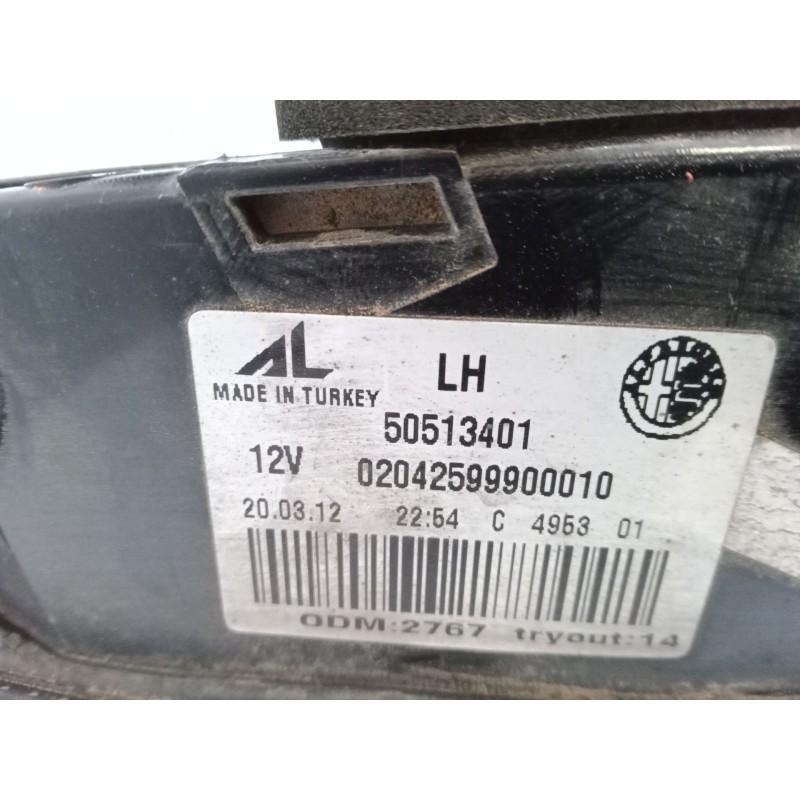 AL
LH
MADE IN TURKEY
50513401
12V 02042599900010
20.03.12 22:54 C 4953 01
ODM:2767 tryout:14